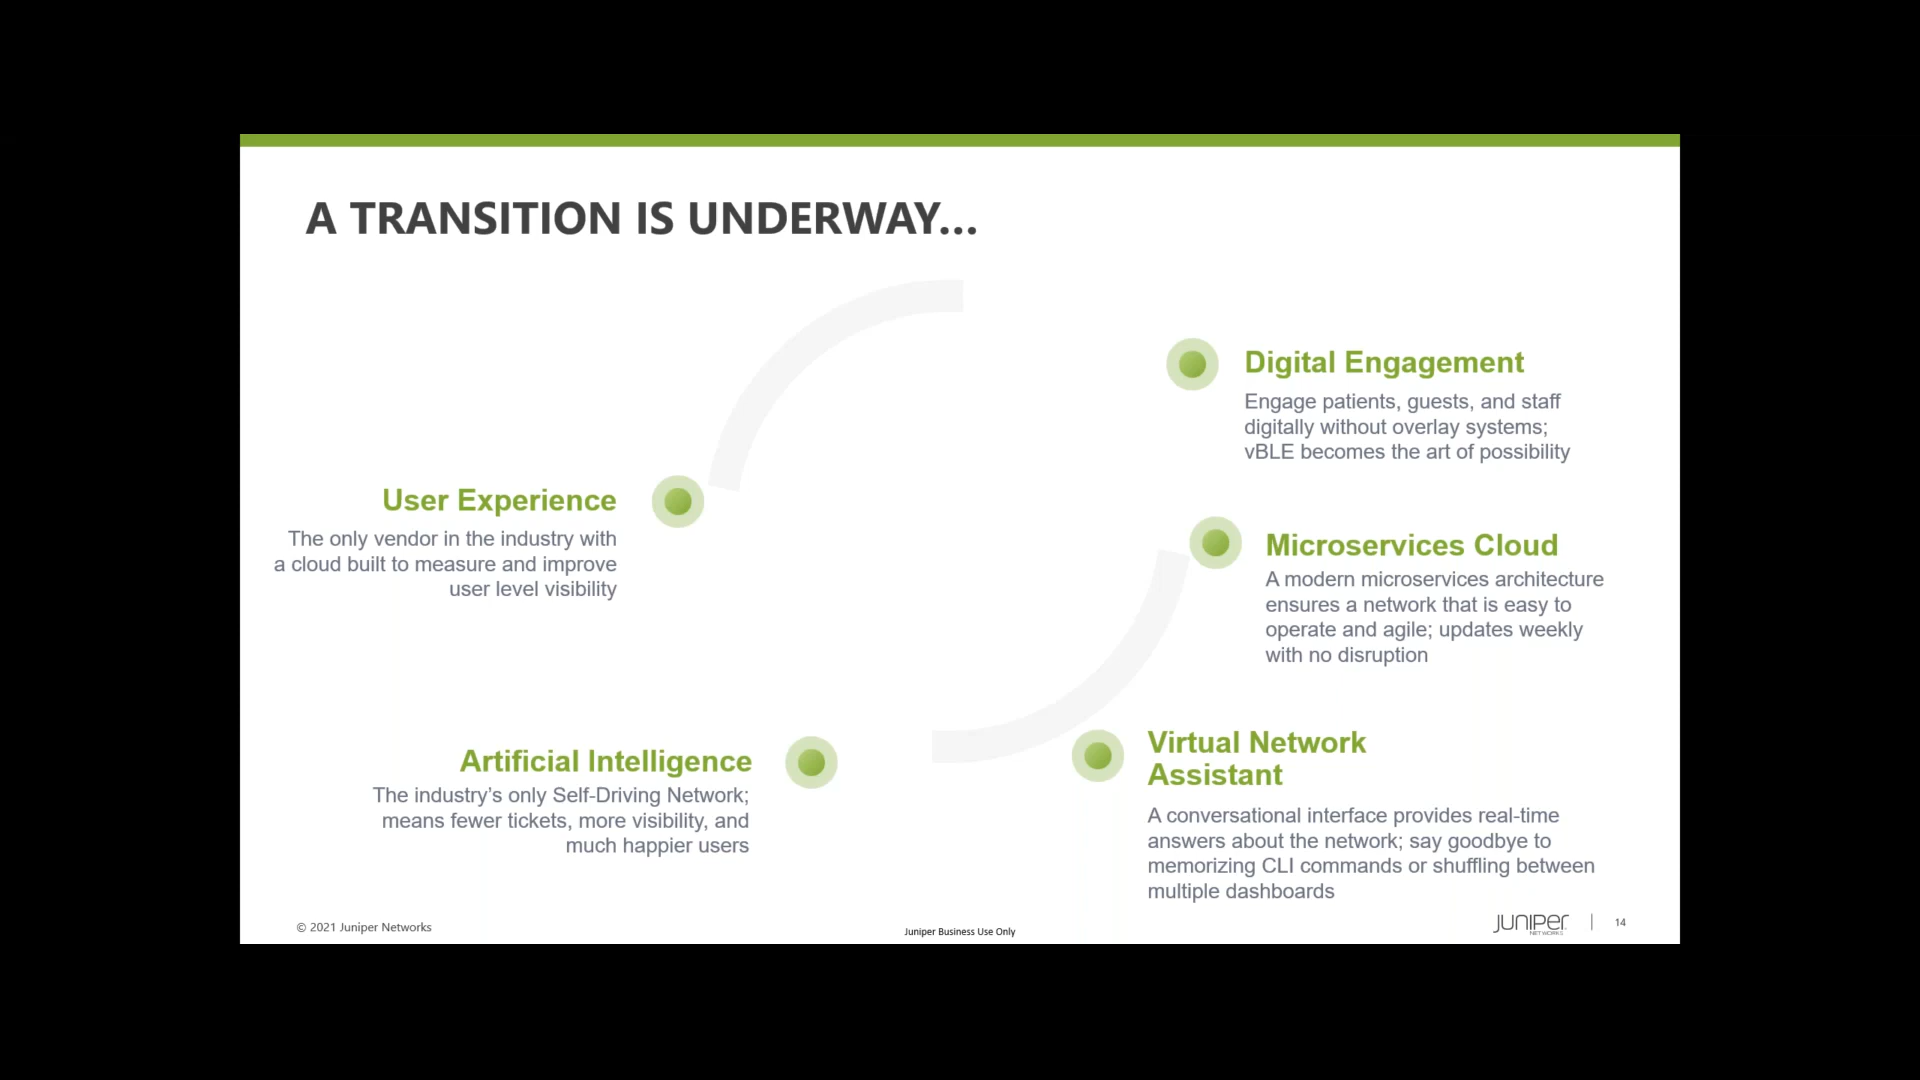 A TRANSITION IS UNDERWAY...
Digital Engagement
Engage patients, guests, and staff
digitally without overlay systems;
vBLE becomes the art of possibility
User Experience
The only vendor in the industry with
a cloud built to measure and improve
user level visibility
Microservices Cloud
A modern microservices architecture
ensures a network that is easy to
operate and agile; updates weekly
with no disruption
Artificial Intelligence
The industry’s only Self-Driving Network;
means fewer tickets, more visibility, and
much happier users
Virtual Network
Assistant
A conversational interface provides real-time
answers about the network; say goodbye to
memorizing CLI commands or shuffling between
multiple dashboards
© 2021 Juniper Networks
Juniper Business Use Only
JUNIPER
NETWORKS
14